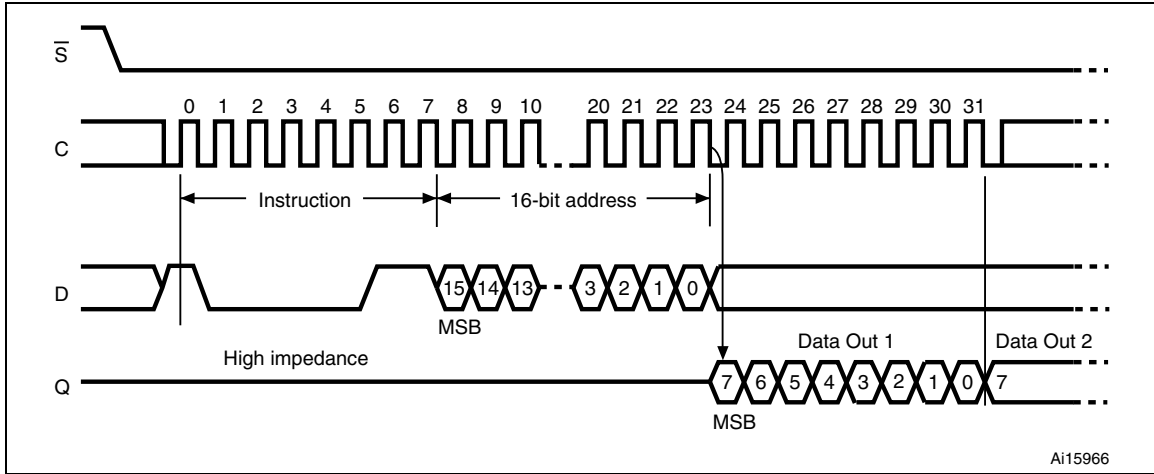 S
0 1 2 3 4 5 6 7 8 9 10 20 21 22 23 24 25 26 27 28 29 30 31
C
Instruction 16-bit address
D 15 14 13 3 2 1 0
MSB
High impedance Data Out 1 Data Out 2
Q 7 6 5 4 3 2 1 0 7
MSB
Ai15966